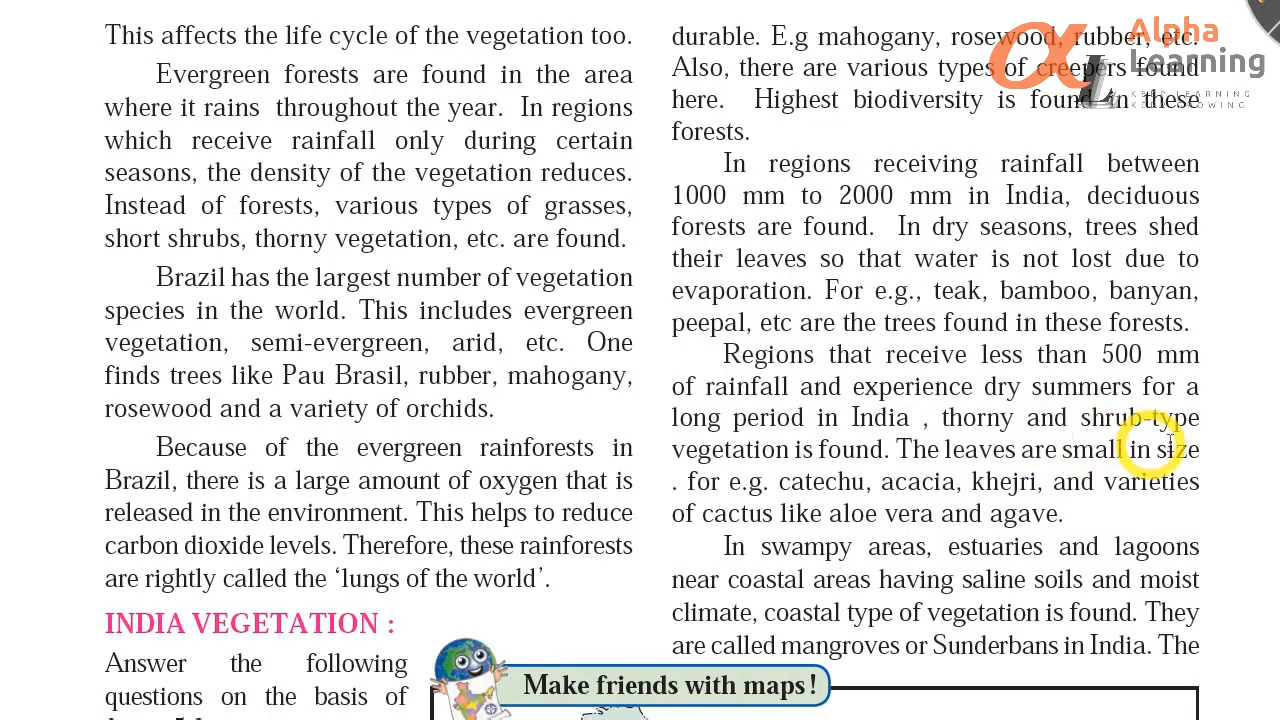 This affects the life cycle of the vegetation too.
Evergreen forests are found in the area
where it rains throughout the year. In regions
which receive rainfall only during certain
seasons, the density of the vegetation reduces.
Instead of forests, various types of grasses,
short shrubs, thorny vegetation, etc. are found.
Brazil has the largest number of vegetation
species in the world. This includes evergreen
vegetation, semi-evergreen, arid, etc. One
finds trees like Pau Brasil, rubber, mahogany,
rosewood and a variety of orchids.
Because of the evergreen rainforests in
Brazil, there is a large amount of oxygen that is
released in the environment. This helps to reduce
carbon dioxide levels. Therefore, these rainforests
are rightly called the ‘lungs of the world’.
INDIA VEGETATION :
Answer the following
questions on the basis of
durable. E.g mahogany, rosewood, rubber, etc.
Also, there are various types of creepers found
here. Highest biodiversity is found in these
forests.
In regions receiving rainfall between
1000 mm to 2000 mm in India, deciduous
forests are found. In dry seasons, trees shed
their leaves so that water is not lost due to
evaporation. For e.g., teak, bamboo, banyan,
peepal, etc are the trees found in these forests.
Regions that receive less than 500 mm
of rainfall and experience dry summers for a
long period in India , thorny and shrub-type
vegetation is found. The leaves are small in size
. for e.g. catechu, acacia, khejri, and varieties
of cactus like aloe vera and agave.
In swampy areas, estuaries and lagoons
near coastal areas having saline soils and moist
climate, coastal type of vegetation is found. They
are called mangroves or Sunderbans in India. The
Make friends with maps !
Alpha
Learning
KEEP LEARNING
KEEP GROWING